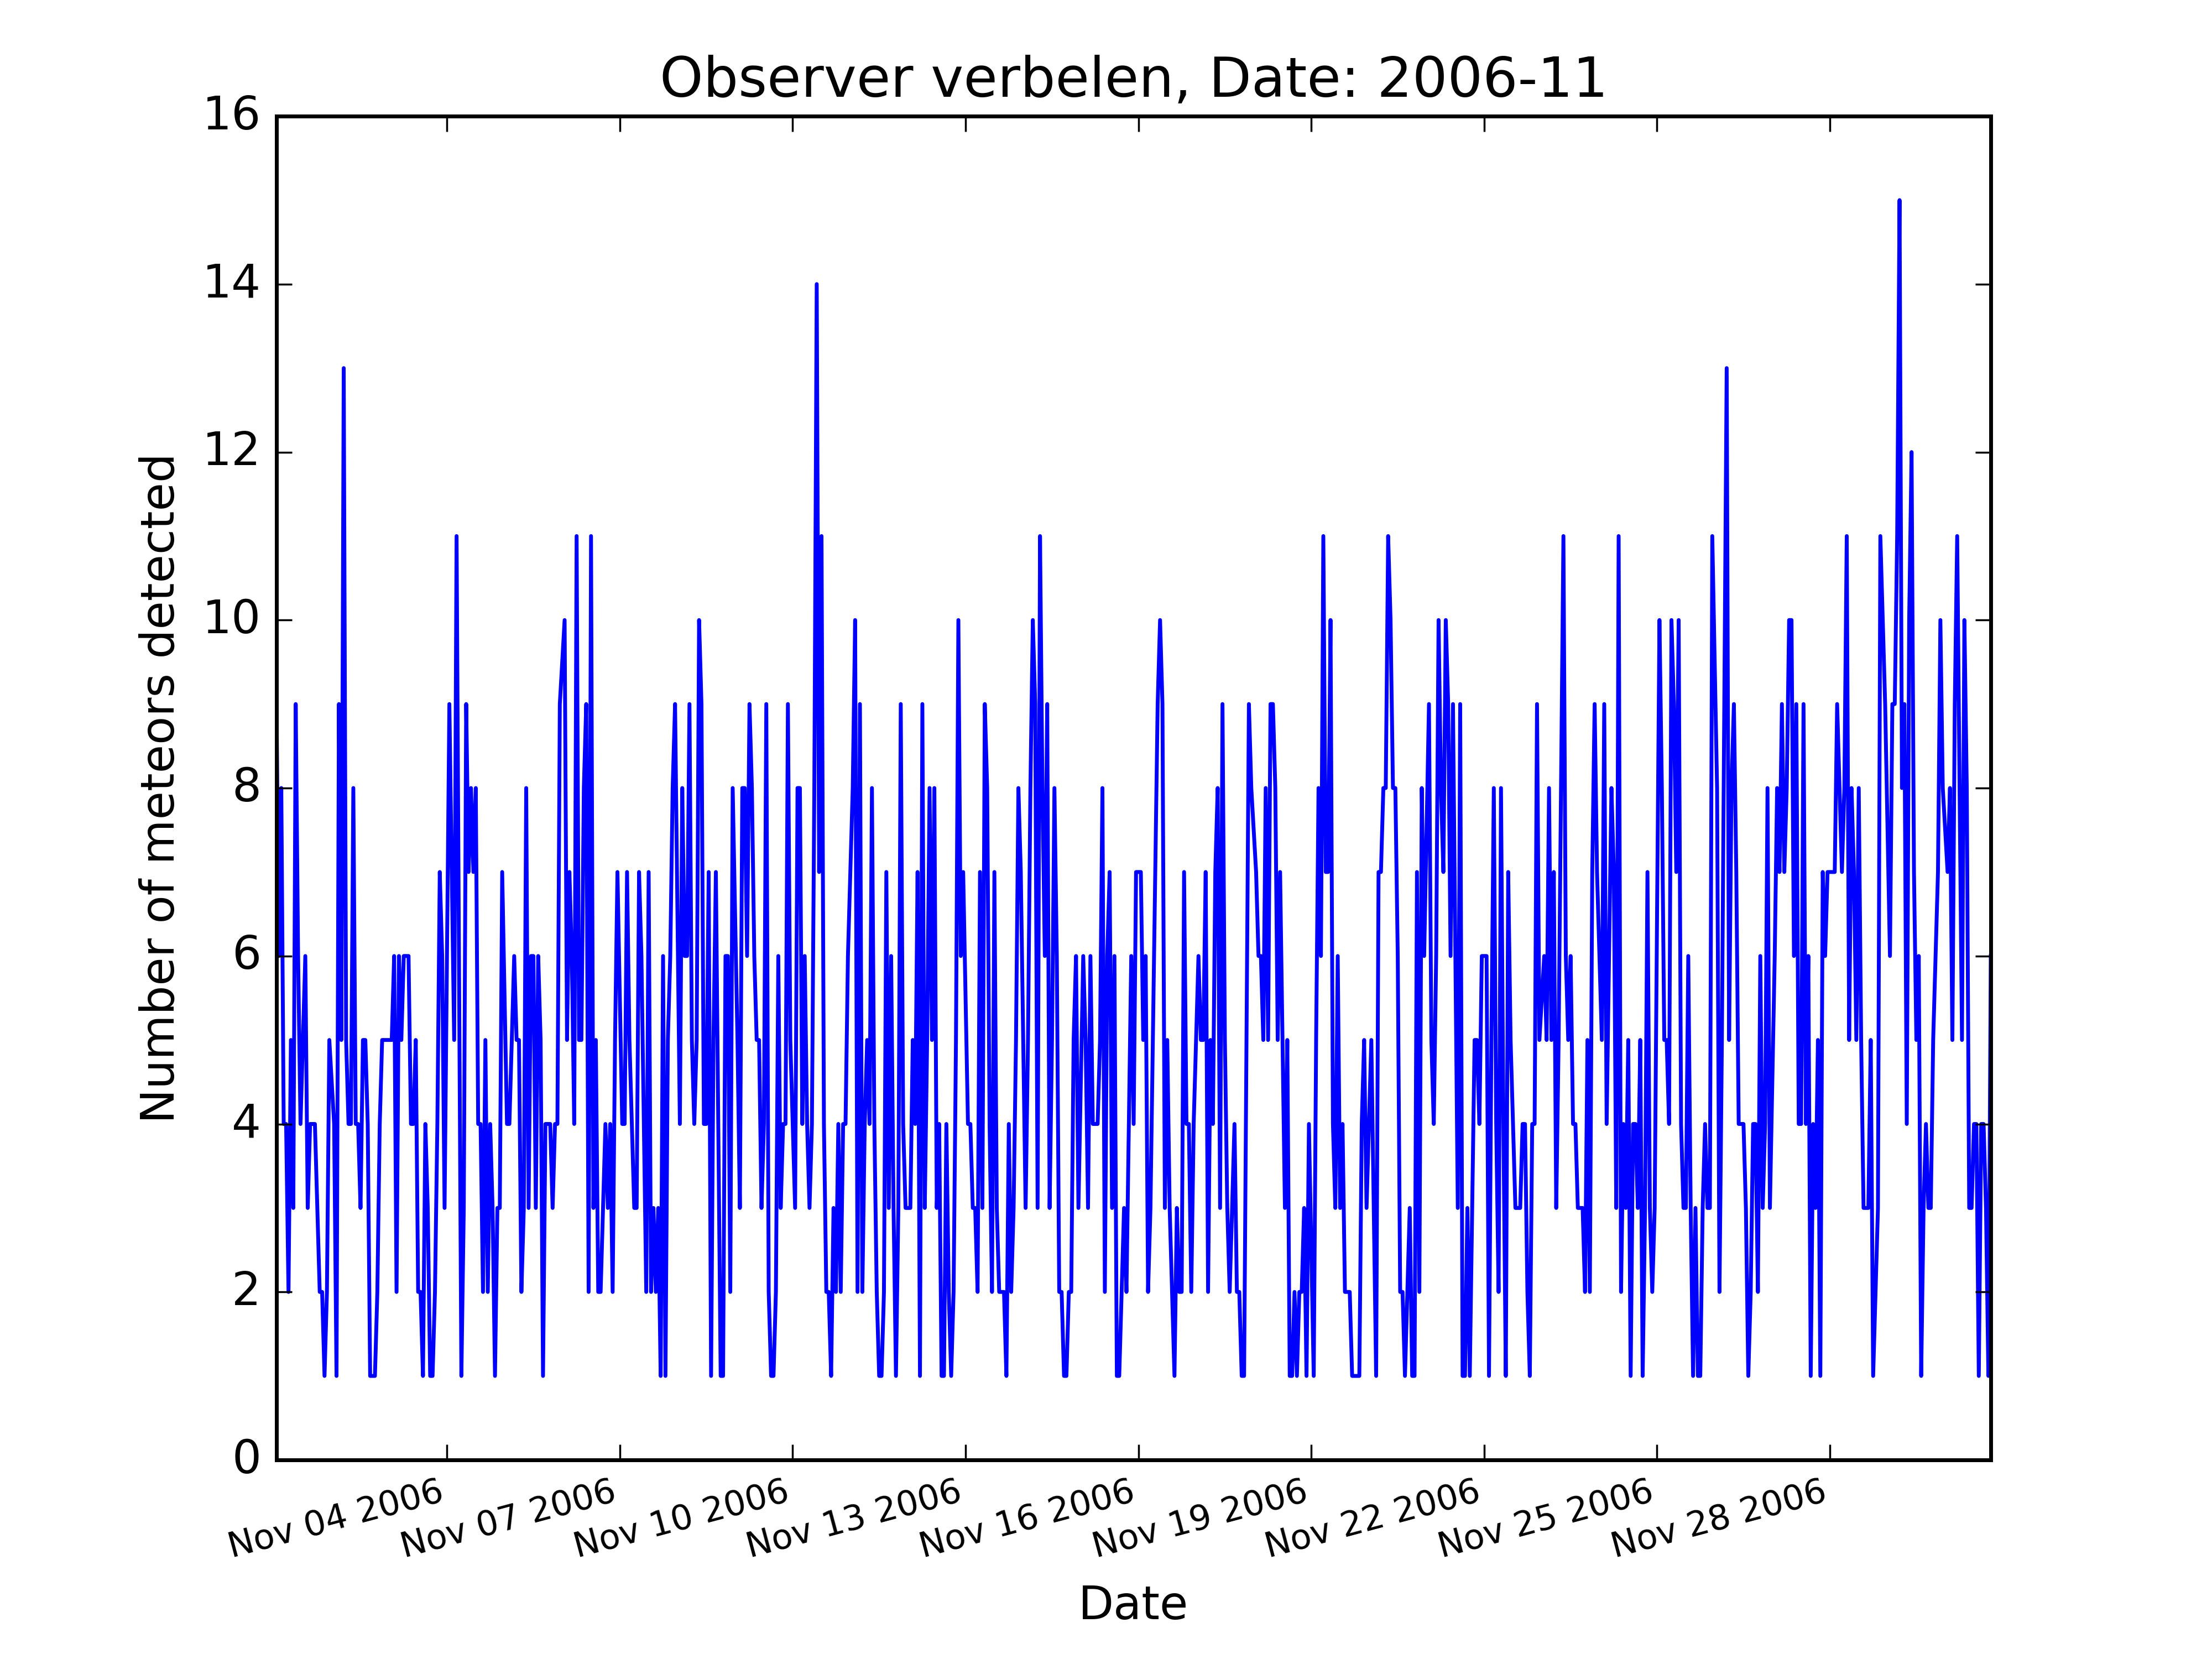 Observer verbelen, Date: 2006-11
16
14
12
10
8
6
4
2
0
Number of meteors detected
Nov 04 2006
Nov 07 2006
Nov 10 2006
Nov 13 2006
Nov 16 2006
Nov 19 2006
Nov 22 2006
Nov 25 2006
Nov 28 2006
Date